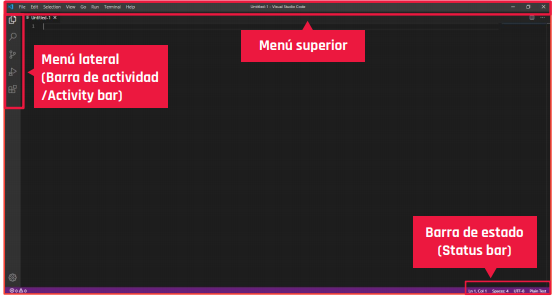 File Edit Selection View Go Run Terminal Help
Untitled-1 - Visual Studio Code
Untitled-1
1
Menú superior
Menú lateral
(Barra de actividad
/Activity bar)
Barra de estado
(Status bar)
0 0
Ln 1, Col 1 Spaces: 4 UTF-8 Plain Text